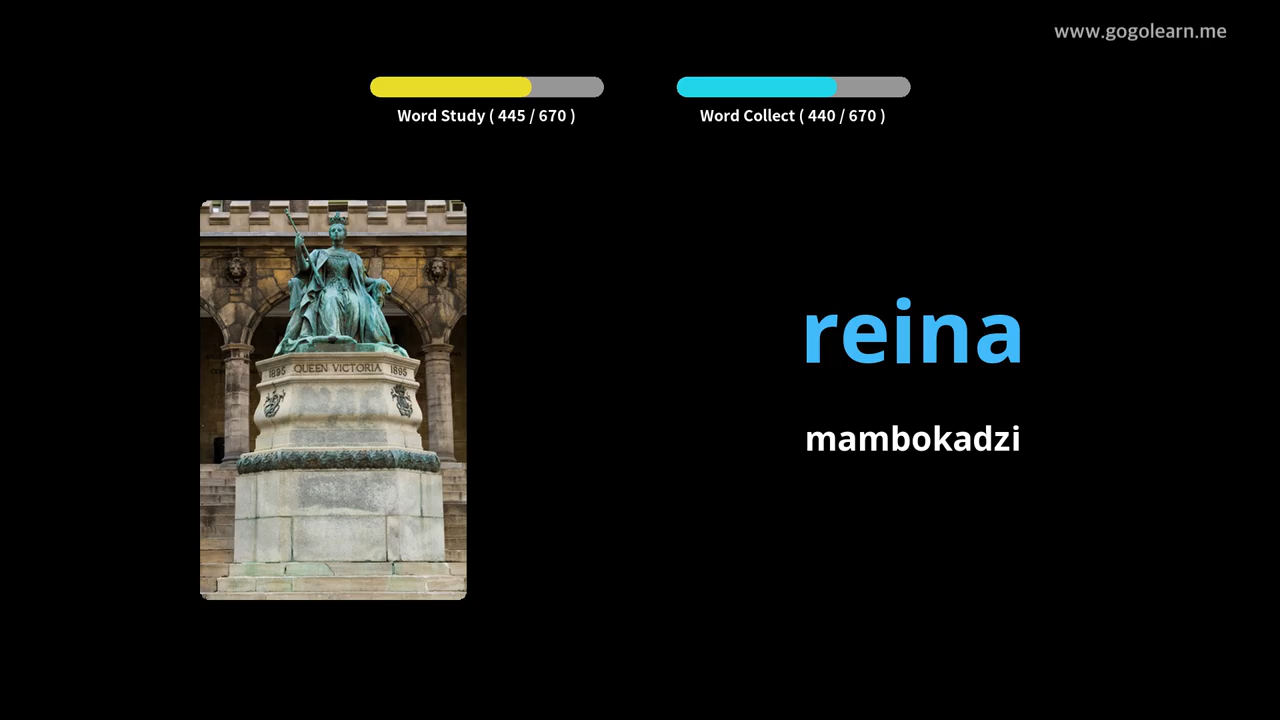 www.gogolearn.me
Word Study ( 445 / 670 )
Word Collect ( 440 / 670 )
1895 QUEEN VICTORIA 1895
reina
mambokadzi